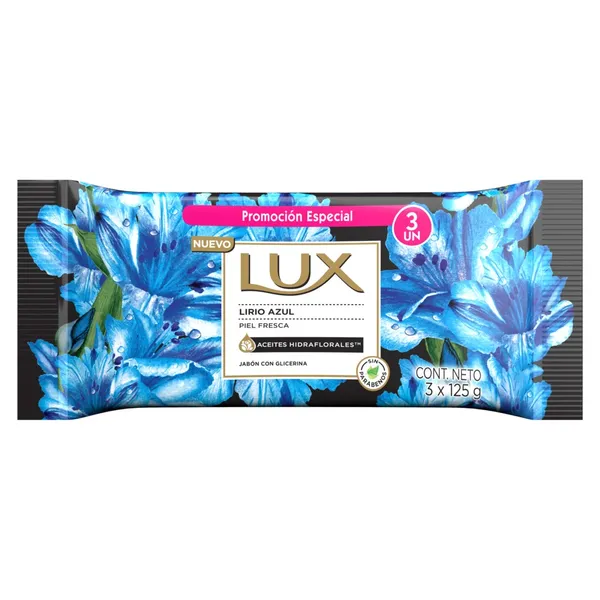 Promoción Especial
3
UN
NUEVO
LUX
LIRIO AZUL
PIEL FRESCA
ACEITES HIDRAFLORALES™
JABÓN CON GLICERINA
SIN PARABENOS
CONT. NETO
3 x 125 g